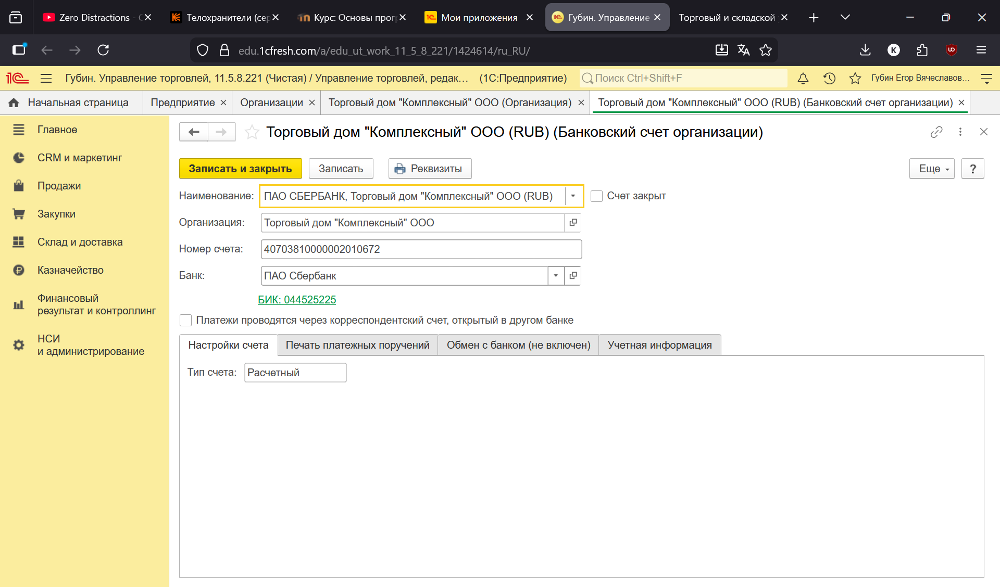 Zero Distractions -
Телохранители (сер
Курс: Основы прог
Мои приложения
Губин. Управление
Торговый и складской
edu.1cfresh.com/a/edu_ut_work_11_5_8_221/1424614/ru_RU/
K
1С
Губин. Управление торговлей, 11.5.8.221 (Чистая) / Управление торговлей, редак... (1С:Предприятие)
Поиск Ctrl+Shift+F
Губин Егор Вячеславов...
Начальная страница
Предприятие
Организации
Торговый дом "Комплексный" ООО (Организация)
Торговый дом "Комплексный" ООО (RUB) (Банковский счет организации)
Главное
CRM и маркетинг
Продажи
Закупки
Склад и доставка
Казначейство
Финансовый
результат и контроллинг
НСИ
и администрирование
Торговый дом "Комплексный" ООО (RUB) (Банковский счет организации)
Записать и закрыть
Записать
Реквизиты
Еще
?
Наименование: ПАО СБЕРБАНК, Торговый дом "Комплексный" ООО (RUB)
Счет закрыт
Организация: Торговый дом "Комплексный" ООО
Номер счета: 40703810000002010672
Банк: ПАО Сбербанк
БИК: 044525225
Платежи проводятся через корреспондентский счет, открытый в другом банке
Настройки счета
Печать платежных поручений
Обмен с банком (не включен)
Учетная информация
Тип счета: Расчетный